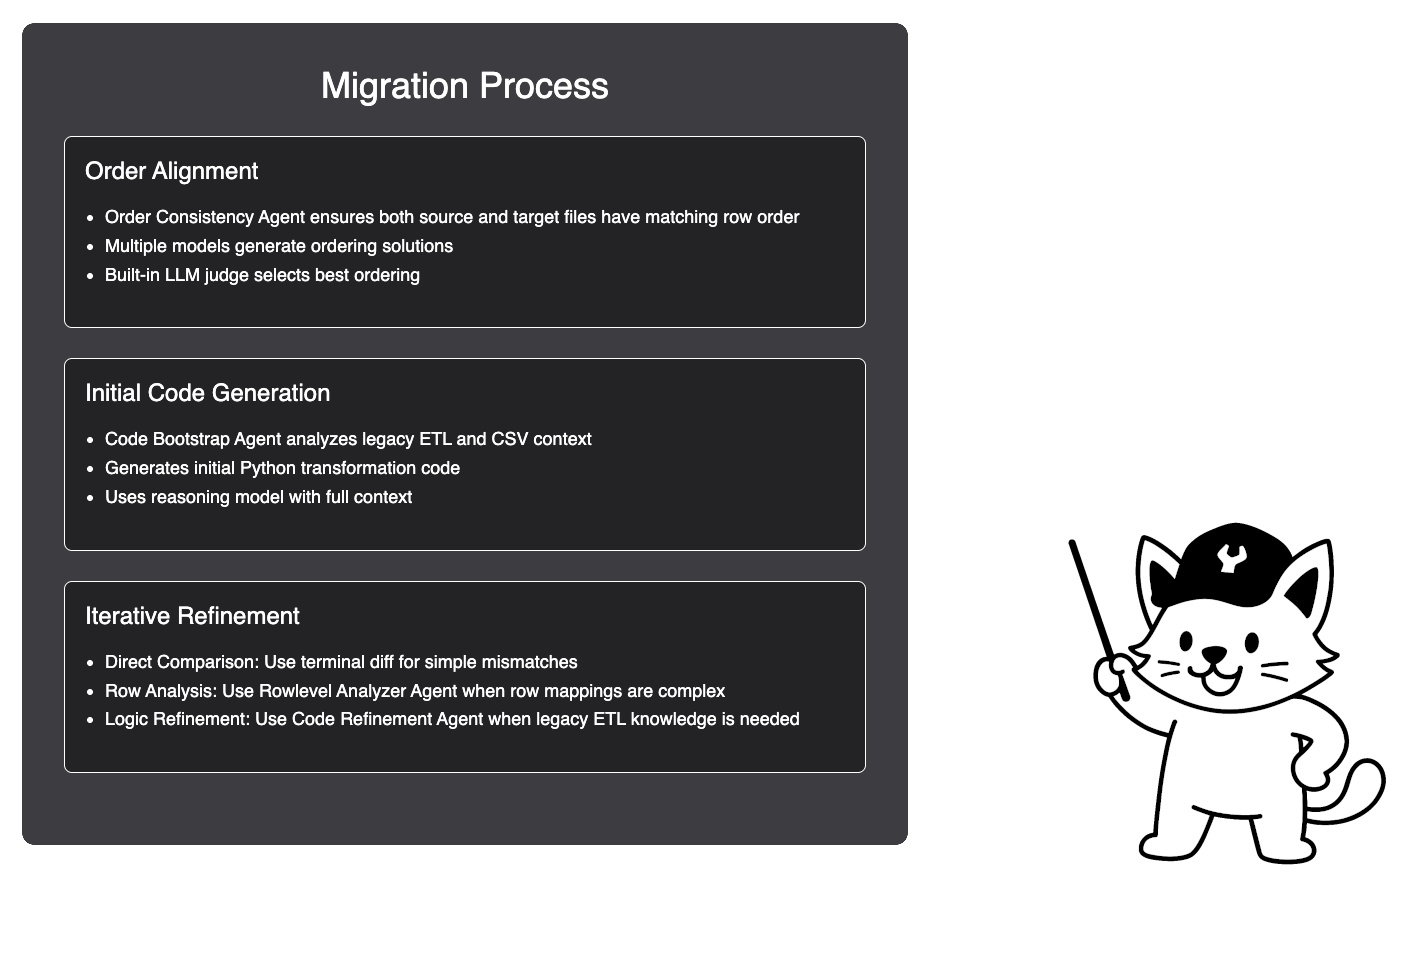 Migration Process
Order Alignment
• Order Consistency Agent ensures both source and target files have matching row order
• Multiple models generate ordering solutions
• Built-in LLM judge selects best ordering
Initial Code Generation
• Code Bootstrap Agent analyzes legacy ETL and CSV context
• Generates initial Python transformation code
• Uses reasoning model with full context
Iterative Refinement
• Direct Comparison: Use terminal diff for simple mismatches
• Row Analysis: Use Rowlevel Analyzer Agent when row mappings are complex
• Logic Refinement: Use Code Refinement Agent when legacy ETL knowledge is needed